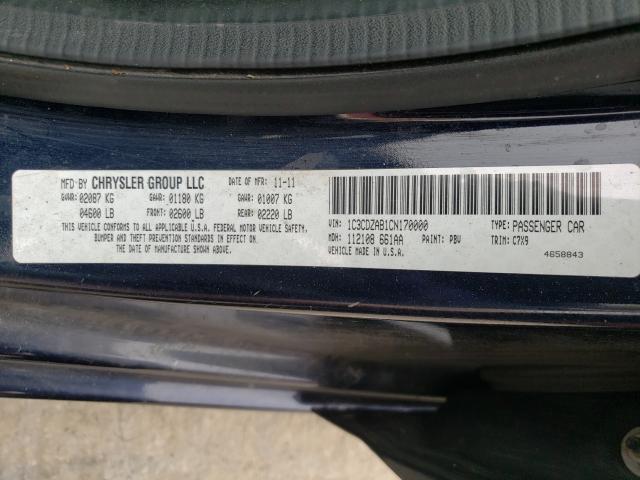 MFD BY CHRYSLER GROUP LLC DATE OF MFR: 11-11
GVWR: 02087 KG GAWR: 01180 KG GAWR: 01007 KG
04600 LB FRONT: 02600 LB REAR: 02220 LB
THIS VEHICLE CONFORMS TO ALL APPLICABLE U.S.A. FEDERAL MOTOR VEHICLE SAFETY,
BUMPER AND THEFT PREVENTION STANDARDS IN EFFECT ON
THE DATE OF MANUFACTURE SHOWN ABOVE.
VIN: 1C3CDZAB1CN170000 TYPE: PASSENGER CAR
MDH: 112108 661AA PAINT: PBV TRIM: C7X9
VEHICLE MADE IN U.S.A.
4658843